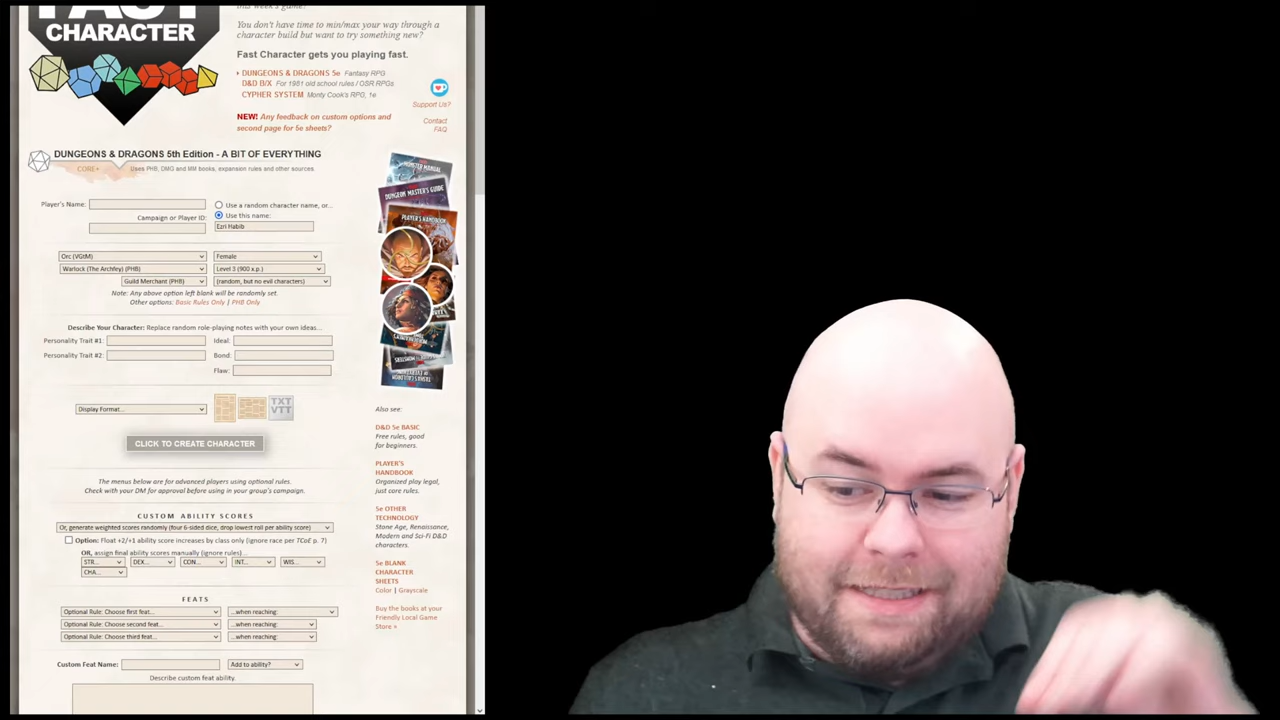 FAST
CHARACTER
this week's game?
You don't have time to min/max your way through a
character build but want to try something new?
Fast Character gets you playing fast.
DUNGEONS & DRAGONS 5e Fantasy RPG
D&D B/X For 1981 old school rules / OSR RPGs
CYPHER SYSTEM Monty Cook's RPG, 1e
Support Us?
NEW! Any feedback on custom options and
second page for 5e sheets?
Contact
FAQ
DUNGEONS & DRAGONS 5th Edition - A BIT OF EVERYTHING
CORE+ Uses PHB, DMG and MM books, expansion rules and other sources
MONSTER MANUAL
DUNGEON MASTER'S GUIDE
PLAYER'S HANDBOOK
Player's Name:
Use a random character name, or...
Campaign or Player ID:
Use this name:
Ezri Habib
Orc (VGtM)
Female
Warlock (The Archfey) (PHB)
Level 3 (900 x.p.)
Guild Merchant (PHB)
(random, but no evil characters)
Note: Any above option left blank will be randomly set.
Other options: Basic Rules Only | PHB Only
Describe Your Character: Replace random role-playing notes with your own ideas...
Personality Trait #1:
Ideal:
Personality Trait #2:
Bond:
Flaw:
Display Format...
TXT
VTT
CLICK TO CREATE CHARACTER
Also see:
D&D 5e BASIC
Free rules, good
for beginners.
PLAYER'S
HANDBOOK
Organized play legal,
just core rules.
5e OTHER
TECHNOLOGY
Stone Age, Renaissance,
Modern and Sci-Fi D&D
characters.
5e BLANK
CHARACTER
SHEETS
Color | Grayscale
Buy the books at your
Friendly Local Game
Store >
The menus below are for advanced players using optional rules.
Check with your DM for approval before using in your group's campaign.
CUSTOM ABILITY SCORES
Or, generate weighted scores randomly (four 6-sided dice, drop lowest roll per ability score)
Option: Float +2/+1 ability score increases by class only (ignore race per TCoE p. 7)
OR, assign final ability scores manually (ignore rules)...
STR...
DEX...
CON...
INT...
WIS...
CHA...
FEATS
Optional Rule: Choose first feat...
...when reaching:
Optional Rule: Choose second feat...
...when reaching:
Optional Rule: Choose third feat...
...when reaching:
Custom Feat Name:
Add to ability?
Describe custom feat ability.